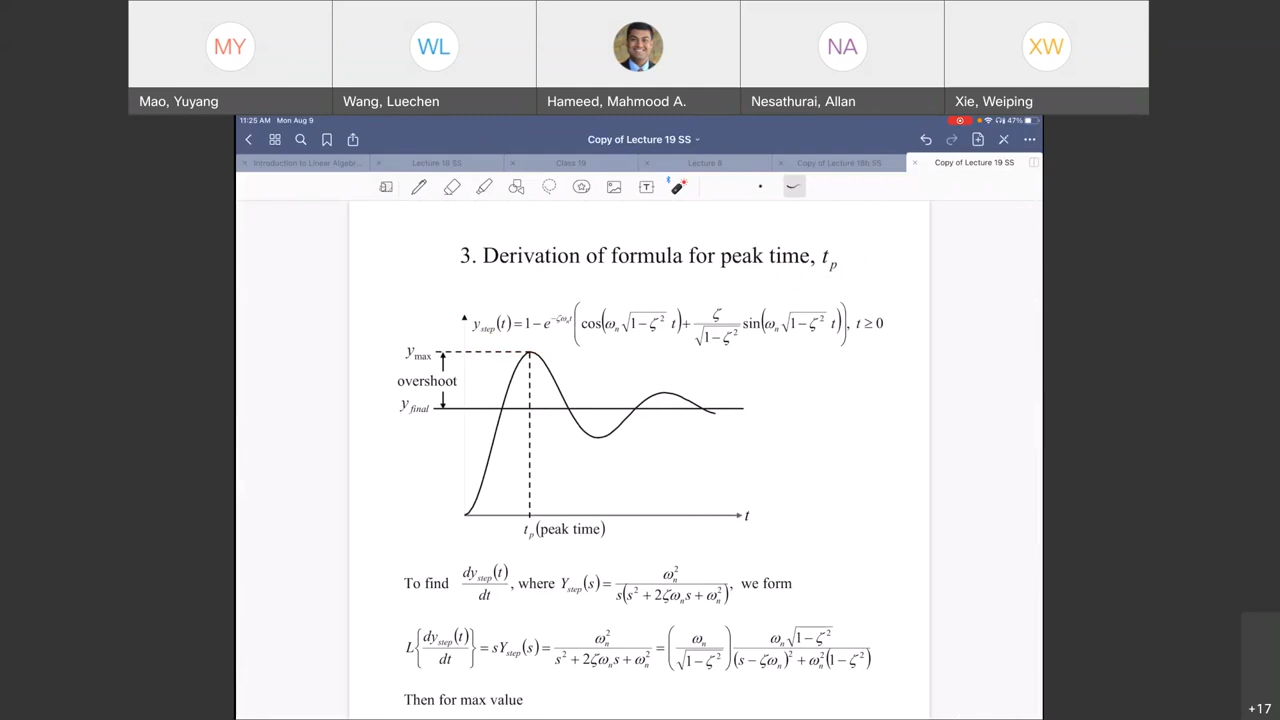 MY
WL
NA
XW
Mao, Yuyang
Wang, Luechen
Hameed, Mahmood A.
Nesathurai, Allan
Xie, Weiping
11:25 AM Mon Aug 9
47%
Copy of Lecture 19 SS
Introduction to Linear Algebr...
Lecture 18 SS
Class 19
Lecture 8
Copy of Lecture 18b SS
Copy of Lecture 19 SS
T
3. Derivation of formula for peak time, t_p
y_step(t) = 1 − e^{−ζω_n t} ( cos(ω_n √(1−ζ²) t) + ζ/√(1−ζ²) sin(ω_n √(1−ζ²) t) ), t ≥ 0
y_max
overshoot
y_final
t
t_p (peak time)
To find dy_step(t)/dt, where Y_step(s) = ω_n²/(s(s² + 2ζω_n s + ω_n²)), we form
L{dy_step(t)/dt} = sY_step(s) = ω_n²/(s² + 2ζω_n s + ω_n²) = (ω_n/√(1−ζ²)) ω_n√(1−ζ²)/((s − ζω_n)² + ω_n²(1−ζ²))
Then for max value
+17